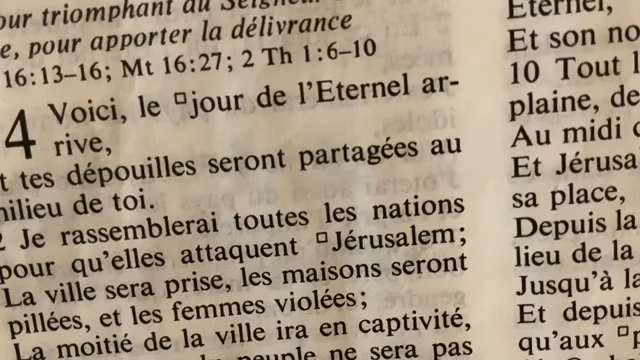 our triomphant du Seigneur
e, pour apporter la délivrance
16:13–16; Mt 16:27; 2 Th 1:6–10
4 Voici, le jour de l'Eternel ar-
rive,
t tes dépouilles seront partagées au
milieu de toi.
2 Je rassemblerai toutes les nations
pour qu'elles attaquent Jérusalem;
La ville sera prise, les maisons seront
pillées, et les femmes violées;
La moitié de la ville ira en captivité,
peuple ne sera pas
Eternel,
Et son no
10 Tout l
plaine, de
Au midi
Et Jérusa
sa place,
Depuis la
lieu de la
Jusqu'à la
Et depuis
qu'aux